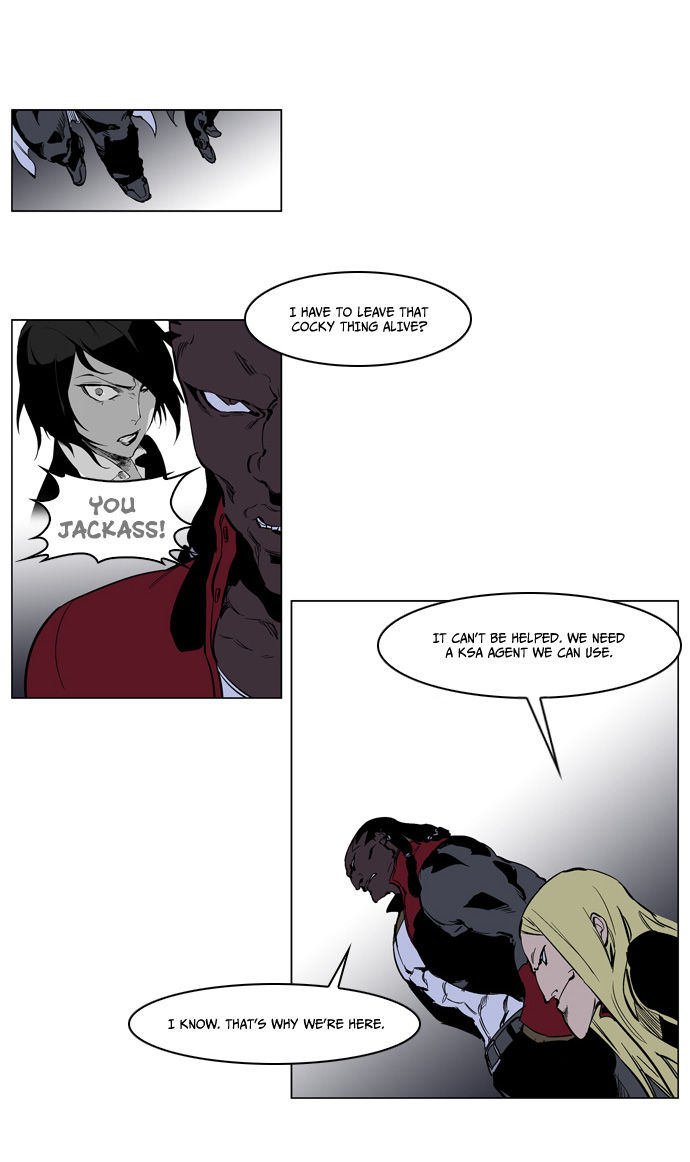 I HAVE TO LEAVE THAT
COCKY THING ALIVE?
YOU
JACKASS!
IT CAN'T BE HELPED. WE NEED
A KSA AGENT WE CAN USE.
I KNOW. THAT'S WHY WE'RE HERE.